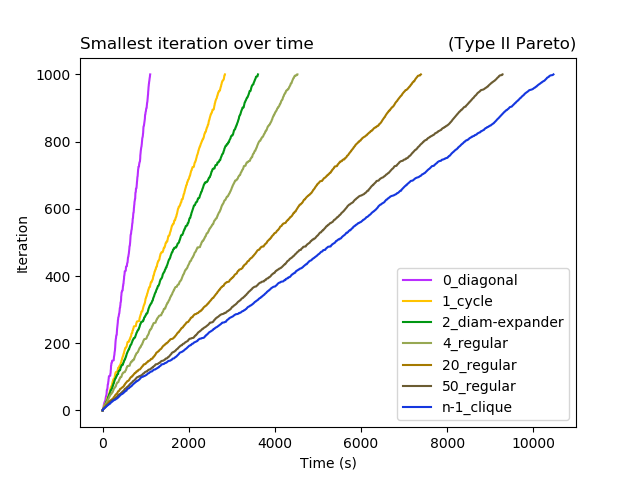 Smallest iteration over time (Type II Pareto)
1000
800
600
400
200
0
Iteration
0_diagonal
1_cycle
2_diam-expander
4_regular
20_regular
50_regular
n-1_clique
0 2000 4000 6000 8000 10000
Time (s)